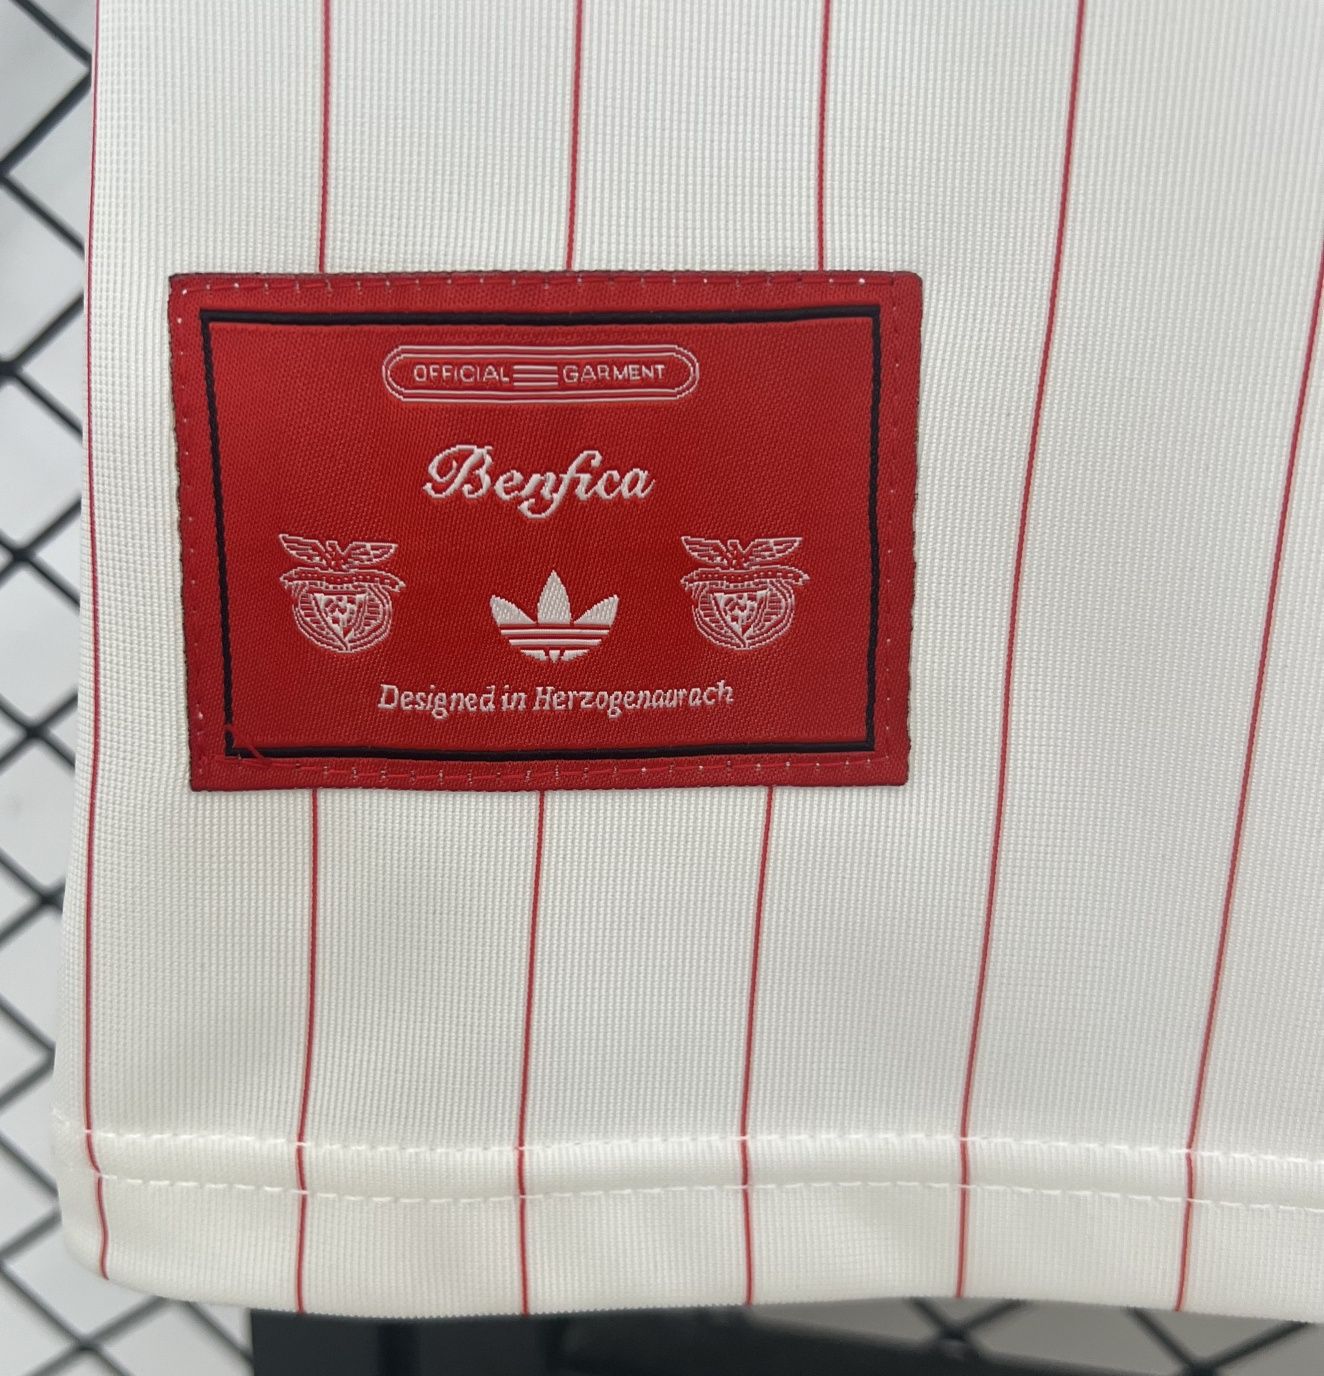 OFFICIAL GARMENT
Benfica
Designed in Herzogenaurach